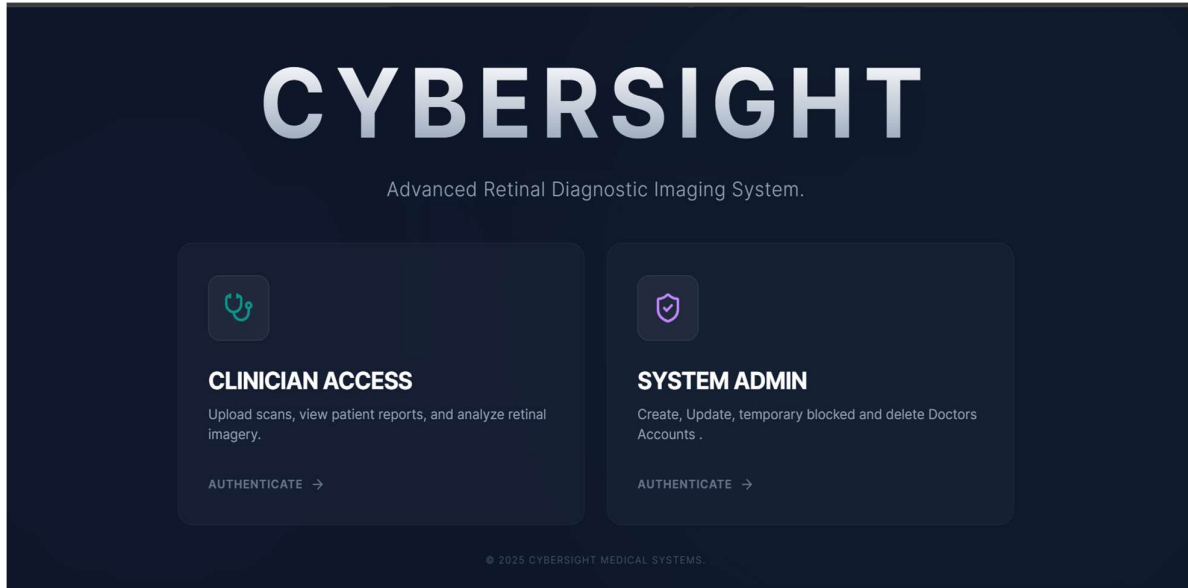 CYBERSIGHT
Advanced Retinal Diagnostic Imaging System.
CLINICIAN ACCESS
Upload scans, view patient reports, and analyze retinal
imagery.
AUTHENTICATE →
SYSTEM ADMIN
Create, Update, temporary blocked and delete Doctors
Accounts .
AUTHENTICATE →
© 2025 CYBERSIGHT MEDICAL SYSTEMS.